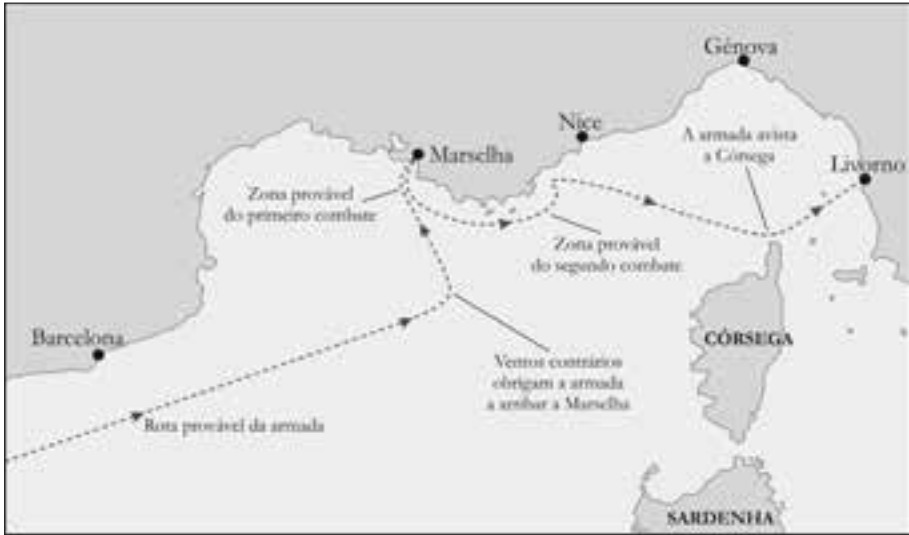 Génova
Nice
A armada avista
a Córsega
Marselha
Livorno
Zona provável
do primeiro combate
Zona provável
do segundo combate
Barcelona
CÓRSEGA
Ventos contrários
obrigam a armada
a arribar a Marselha
Rota provável da armada
SARDENHA